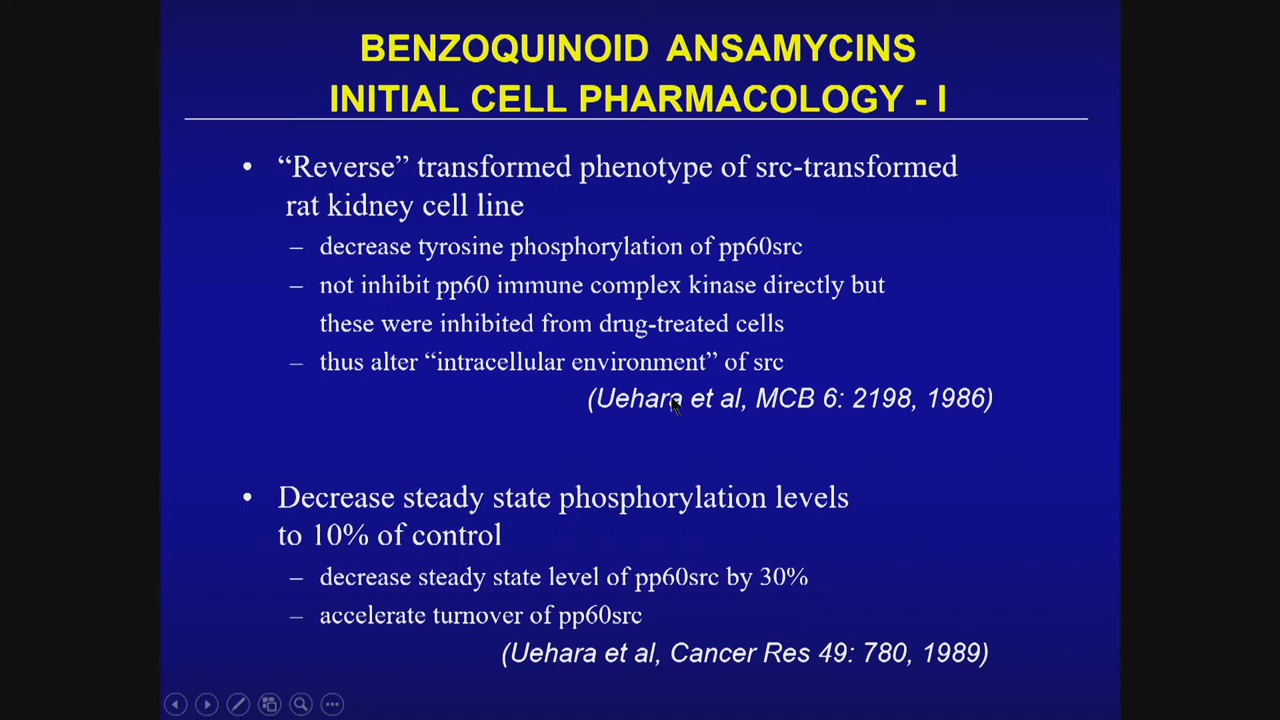 BENZOQUINOID ANSAMYCINS
INITIAL CELL PHARMACOLOGY - I
• “Reverse” transformed phenotype of src-transformed
rat kidney cell line
– decrease tyrosine phosphorylation of pp60src
– not inhibit pp60 immune complex kinase directly but
these were inhibited from drug-treated cells
– thus alter “intracellular environment” of src
(Uehara et al, MCB 6: 2198, 1986)
• Decrease steady state phosphorylation levels
to 10% of control
– decrease steady state level of pp60src by 30%
– accelerate turnover of pp60src
(Uehara et al, Cancer Res 49: 780, 1989)